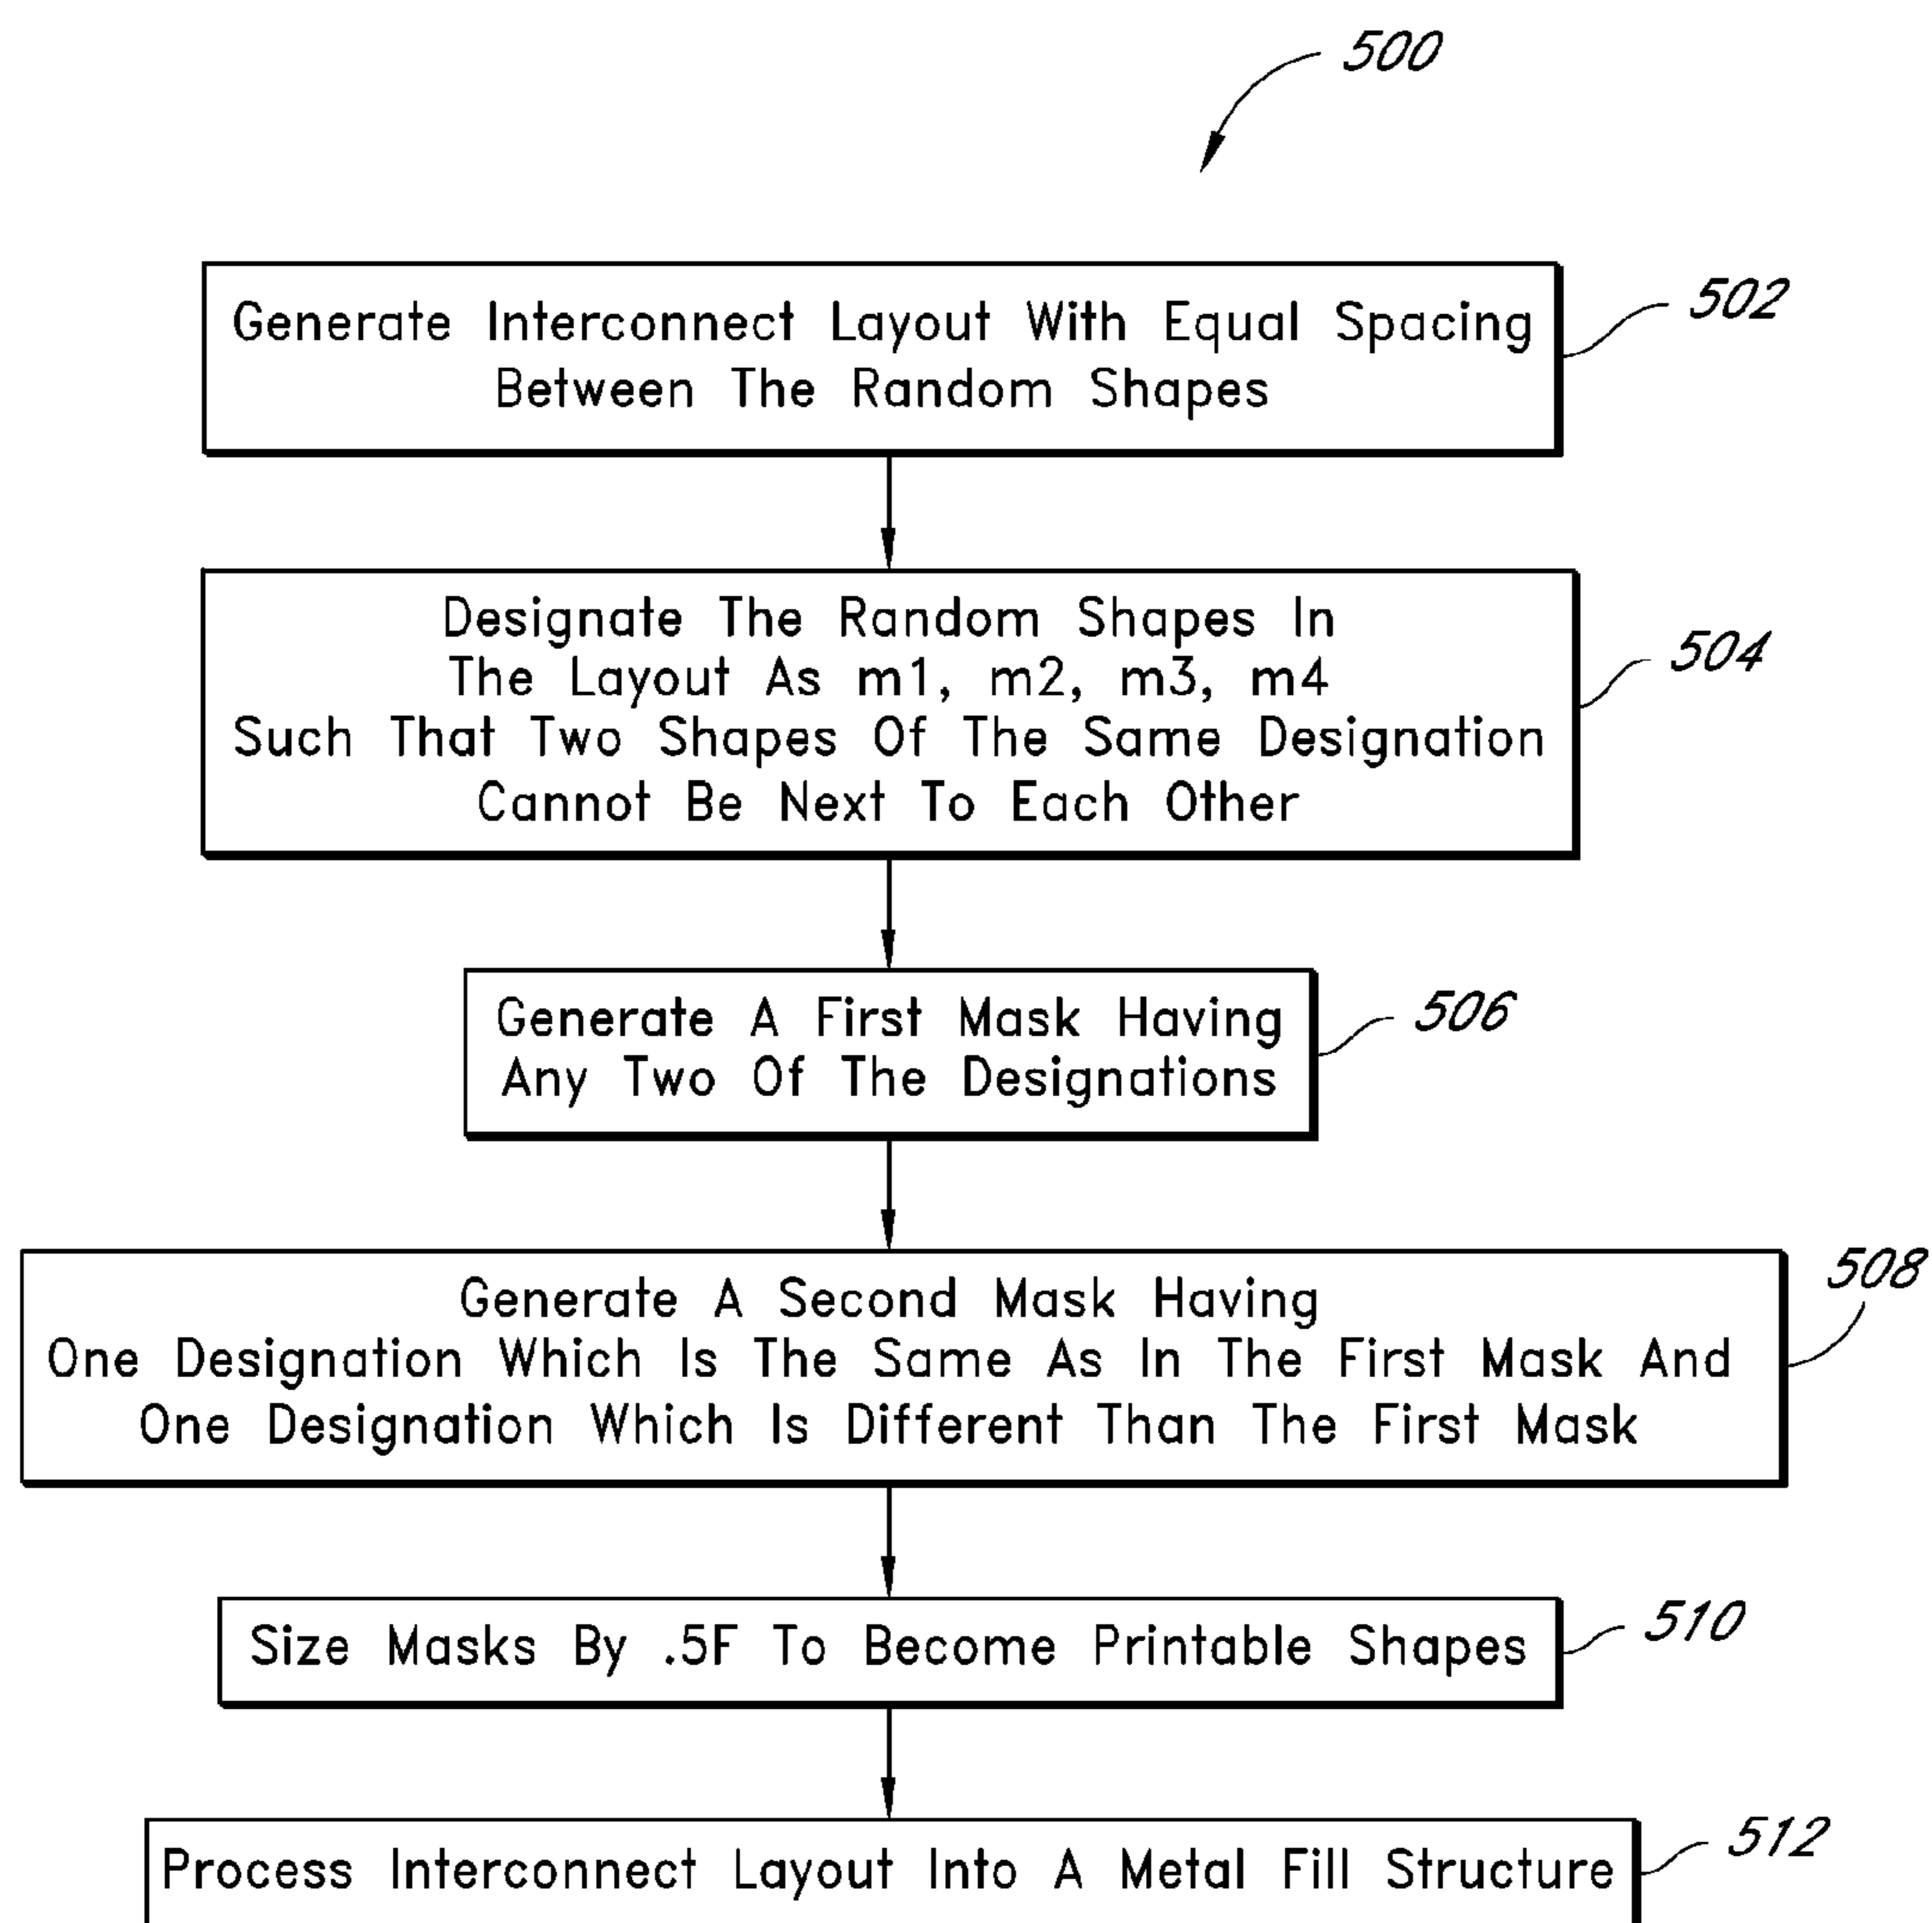 500
Generate Interconnect Layout With Equal Spacing
Between The Random Shapes
502
Designate The Random Shapes In
The Layout As m1, m2, m3, m4
Such That Two Shapes Of The Same Designation
Cannot Be Next To Each Other
504
Generate A First Mask Having
Any Two Of The Designations
506
Generate A Second Mask Having
One Designation Which Is The Same As In The First Mask And
One Designation Which Is Different Than The First Mask
508
Size Masks By .5F To Become Printable Shapes
510
Process Interconnect Layout Into A Metal Fill Structure
512